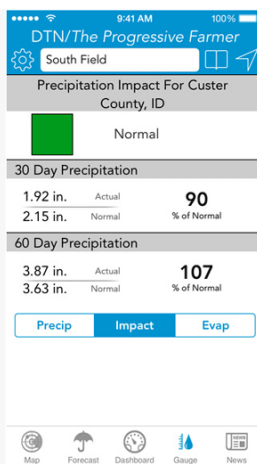 9:41 AM 100%
DTN/The Progressive Farmer
South Field
Precipitation Impact For Custer
County, ID
Normal
30 Day Precipitation
1.92 in. Actual 90
2.15 in. Normal % of Normal
60 Day Precipitation
3.87 in. Actual 107
3.63 in. Normal % of Normal
Precip Impact Evap
NEWS
Map Forecast Dashboard Gauge News